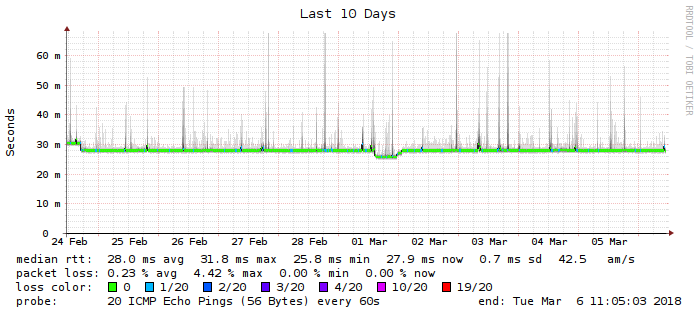 Last 10 Days
RRDTOOL / TOBI OETIKER
Seconds
60 m
50 m
40 m
30 m
20 m
10 m
0
24 Feb 25 Feb 26 Feb 27 Feb 28 Feb 01 Mar 02 Mar 03 Mar 04 Mar 05 Mar
median rtt: 28.0 ms avg 31.8 ms max 25.8 ms min 27.9 ms now 0.7 ms sd 42.5 am/s
packet loss: 0.23 % avg 4.42 % max 0.00 % min 0.00 % now
loss color: 0 1/20 2/20 3/20 4/20 10/20 19/20
probe: 20 ICMP Echo Pings (56 Bytes) every 60s end: Tue Mar 6 11:05:03 2018